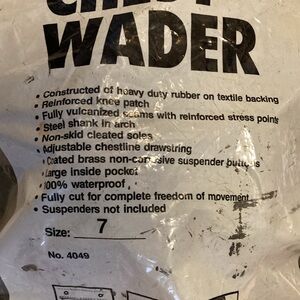 CHEST
WADER
• Constructed of heavy duty rubber on textile backing
• Reinforced knee patch
• Fully vulcanized seams with reinforced stress points
• Steel shank in arch
• Non-skid cleated soles
• Adjustable chestline drawstring
• Coated brass non-corrosive suspender buttons
• Large inside pocket
• 100% waterproof
• Fully cut for complete freedom of movement
• Suspenders not included
Size: 7
No. 4049